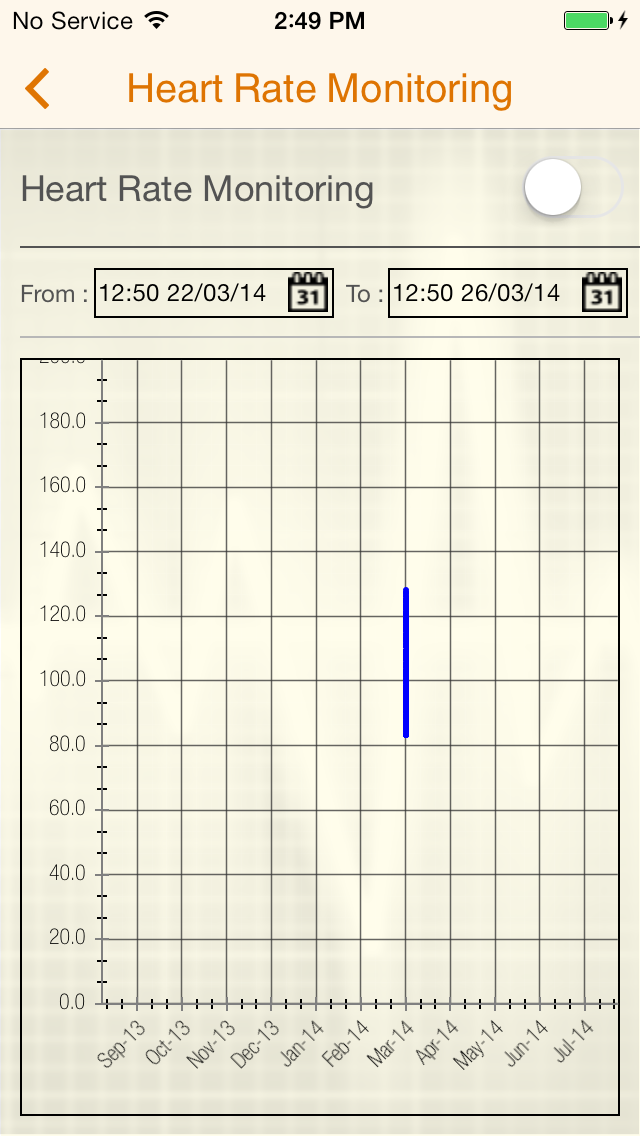 No Service 2:49 PM
Heart Rate Monitoring
Heart Rate Monitoring
From : 12:50 22/03/14 31 To : 12:50 26/03/14 31
180.0
160.0
140.0
120.0
100.0
80.0
60.0
40.0
20.0
0.0
Sep-13 Oct-13 Nov-13 Dec-13 Jan-14 Feb-14 Mar-14 Apr-14 May-14 Jun-14 Jul-14